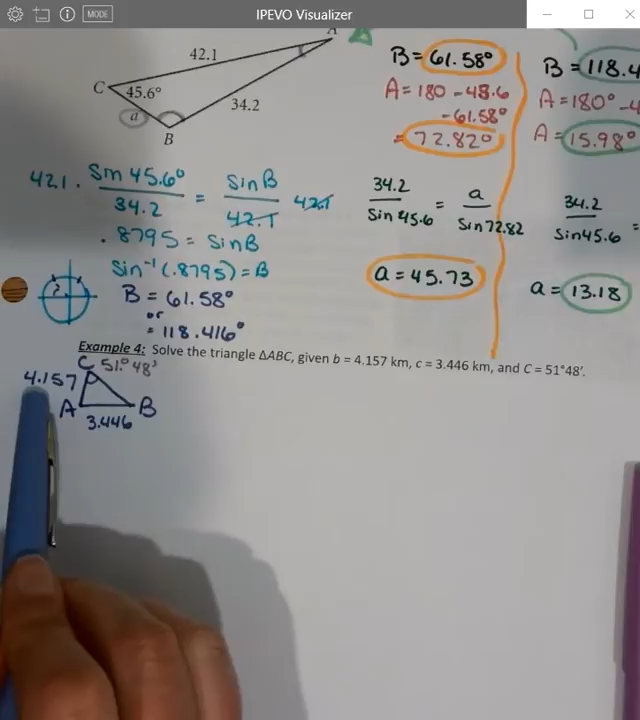 IPEVO Visualizer
MODE
A
42.1
C
45.6°
a
34.2
B
B = 61.58°
A = 180 - 48.6
- 61.58°
= 72.82°
B = 118.4
A = 180° - 4
A = 15.98°
42.1 . Sin 45.6° / 34.2 = Sin B / 42.1 42.1
. 8795 = Sin B
Sin⁻¹ (.8795) = B
B = 61.58°
or
= 118.416°
?
34.2 / Sin 45.6 = a / Sin 72.82
a = 45.73
34.2 / Sin 45.6 =
a = 13.18
Example 4: Solve the triangle ΔABC, given b = 4.157 km, c = 3.446 km, and C = 51°48′.
C 51° 48'
4.157
A B
3.446